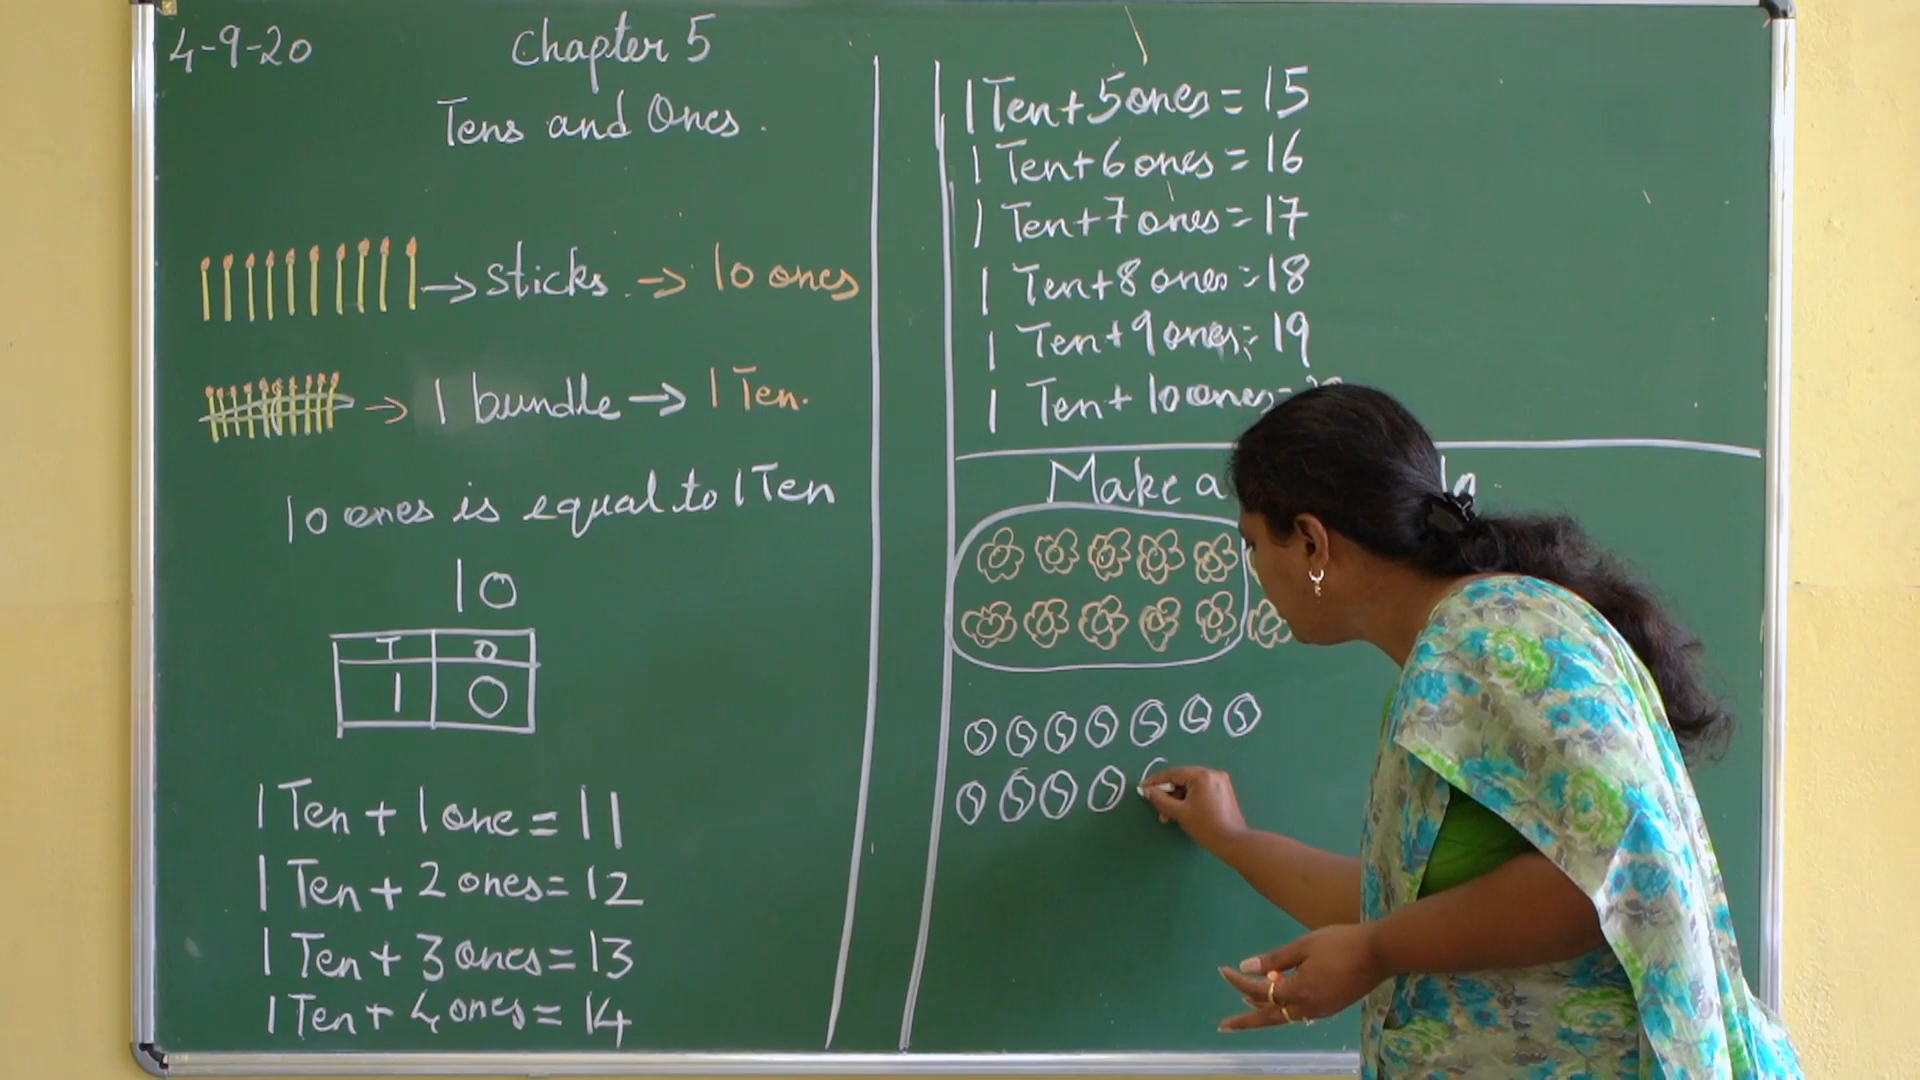 4-9-20
Chapter 5
Tens and Ones.
→ sticks → 10 ones
→ 1 bundle → 1 Ten.
10 ones is equal to 1 Ten
10
T O
1 0
1 Ten + 1 one = 11
1 Ten + 2 ones = 12
1 Ten + 3 ones = 13
1 Ten + 4 ones = 14
1 Ten + 5 ones = 15
1 Ten + 6 ones = 16
1 Ten + 7 ones = 17
1 Ten + 8 ones = 18
1 Ten + 9 ones = 19
1 Ten + 10 ones =
Make a